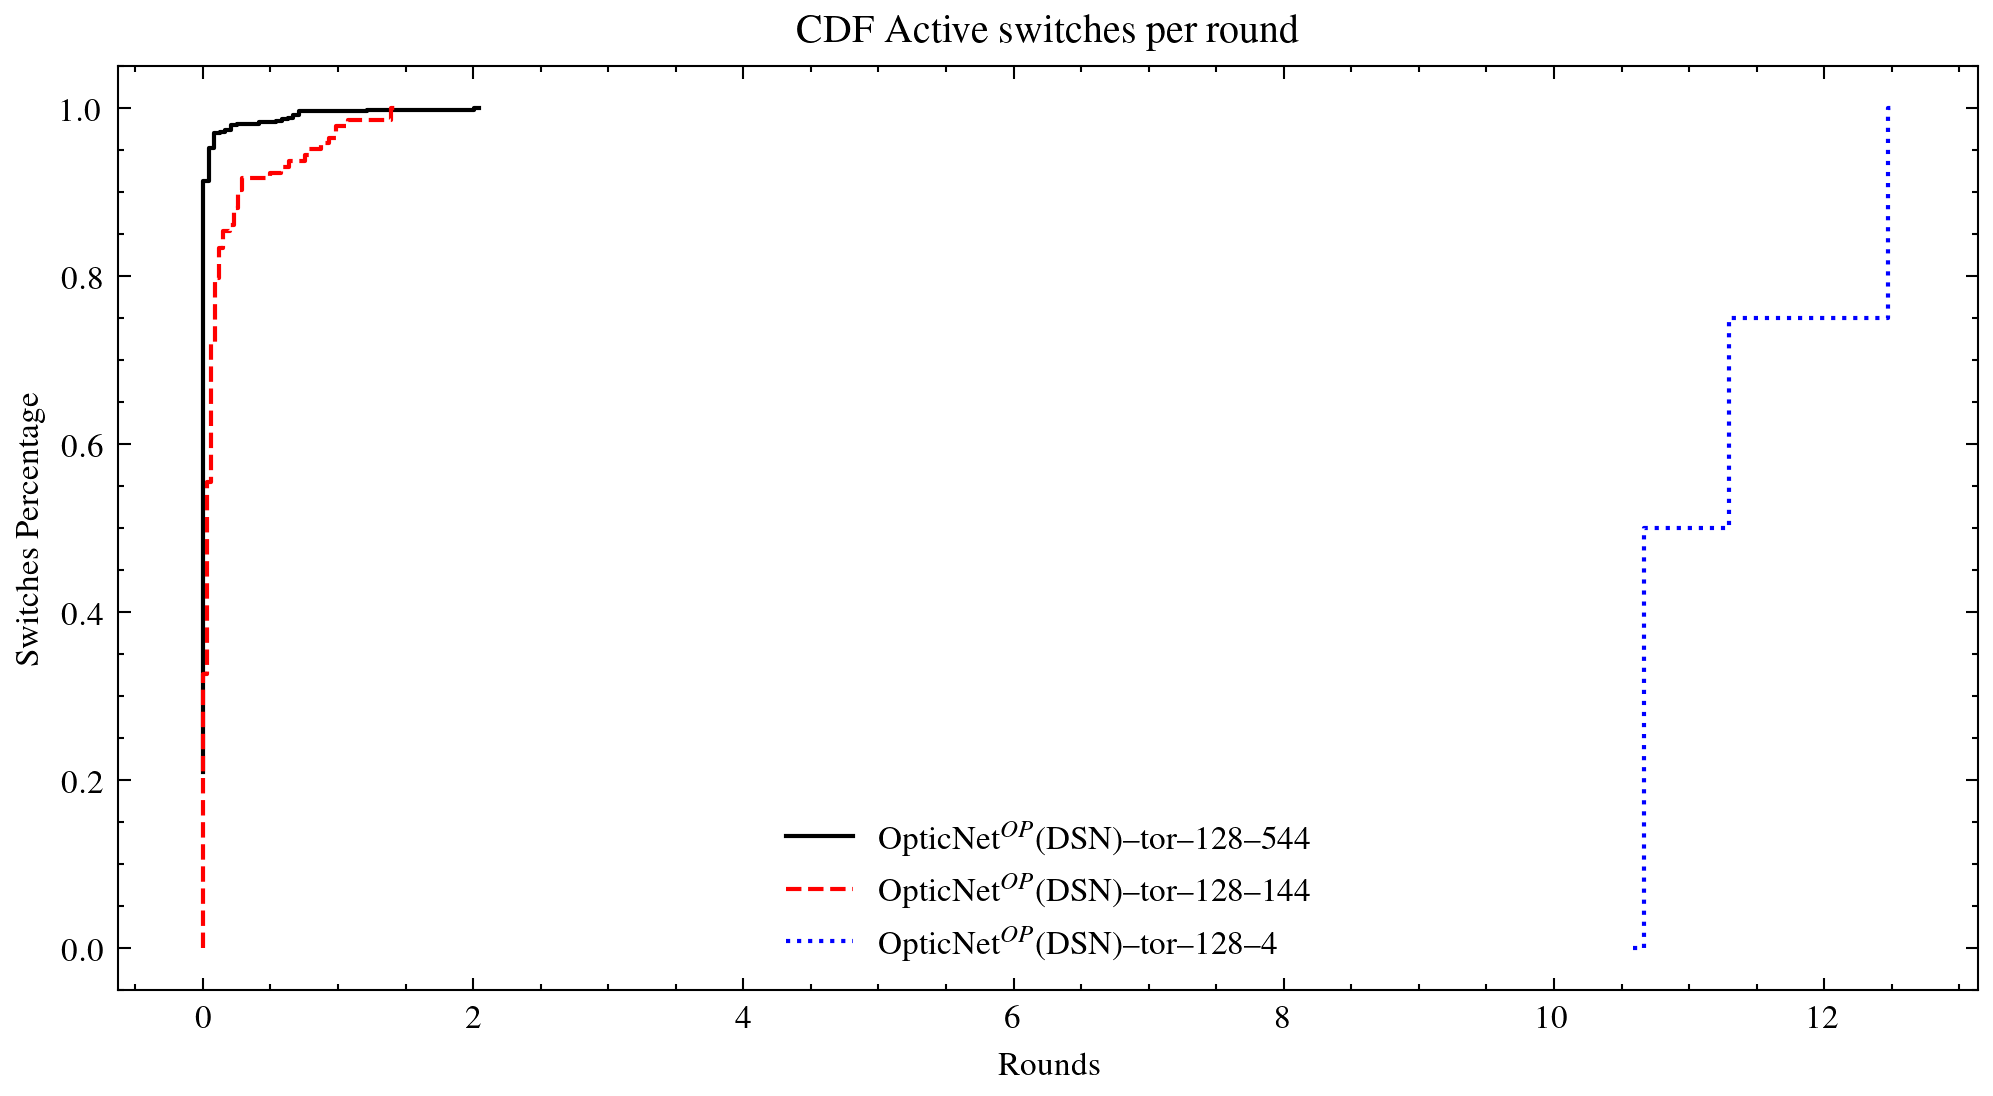 CDF Active switches per round
1.0
0.8
0.6
0.4
0.2
0.0
Switches Percentage
OpticNet^OP(DSN)–tor–128–544
OpticNet^OP(DSN)–tor–128–144
OpticNet^OP(DSN)–tor–128–4
0 2 4 6 8 10 12
Rounds